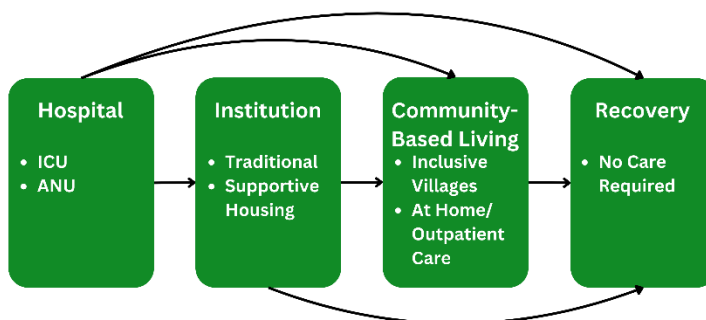 Hospital
• ICU
• ANU
Institution
• Traditional
• Supportive
Housing
Community-
Based Living
• Inclusive
Villages
• At Home/
Outpatient
Care
Recovery
• No Care
Required